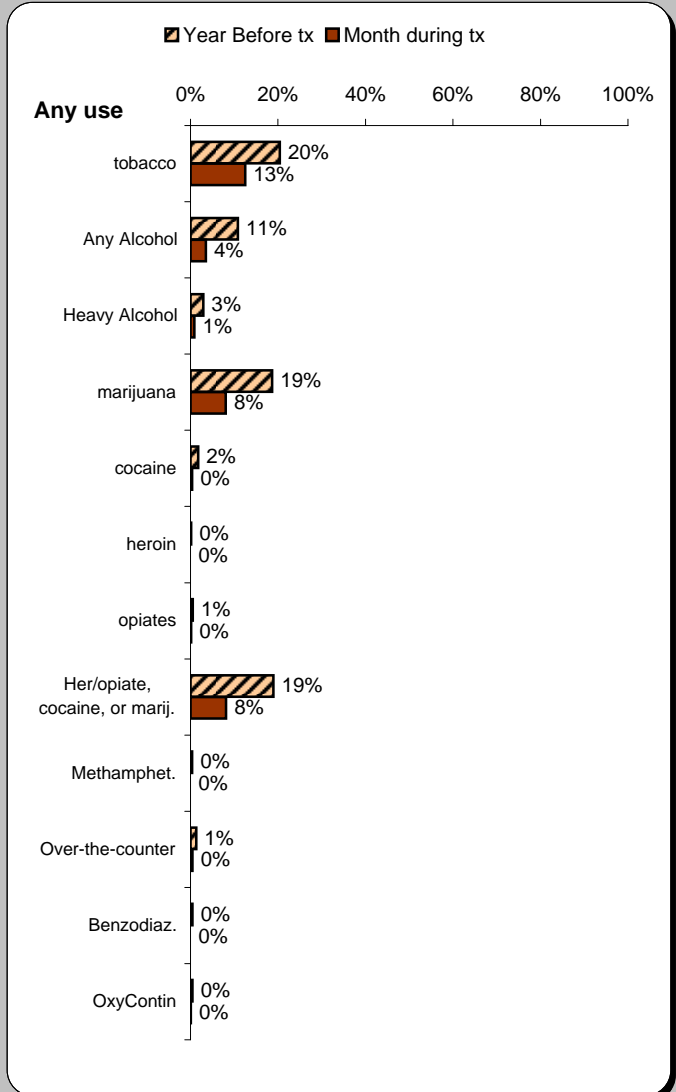 Year Before tx Month during tx
0% 20% 40% 60% 80% 100%
Any use
tobacco 20%
13%
Any Alcohol 11%
4%
Heavy Alcohol 3%
1%
marijuana 19%
8%
cocaine 2%
0%
heroin 0%
0%
opiates 1%
0%
Her/opiate, 19%
cocaine, or marij. 8%
Methamphet. 0%
0%
Over-the-counter 1%
0%
Benzodiaz. 0%
0%
OxyContin 0%
0%